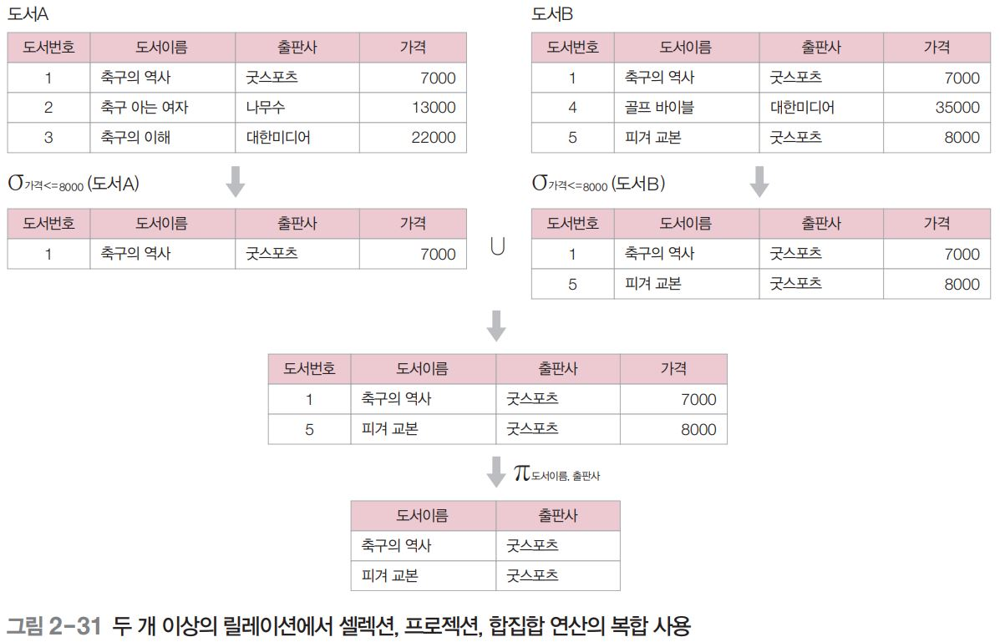 도서A 도서B
도서번호 도서이름 출판사 가격 도서번호 도서이름 출판사 가격
1 축구의 역사 굿스포츠 7000 1 축구의 역사 굿스포츠 7000
2 축구 아는 여자 나무수 13000 4 골프 바이블 대한미디어 35000
3 축구의 이해 대한미디어 22000 5 피겨 교본 굿스포츠 8000
σ가격<=8000 (도서A) σ가격<=8000 (도서B)
도서번호 도서이름 출판사 가격 도서번호 도서이름 출판사 가격
1 축구의 역사 굿스포츠 7000 ∪ 1 축구의 역사 굿스포츠 7000
5 피겨 교본 굿스포츠 8000
도서번호 도서이름 출판사 가격
1 축구의 역사 굿스포츠 7000
5 피겨 교본 굿스포츠 8000
π도서이름, 출판사
도서이름 출판사
축구의 역사 굿스포츠
피겨 교본 굿스포츠
그림 2-31 두 개 이상의 릴레이션에서 셀렉션, 프로젝션, 합집합 연산의 복합 사용